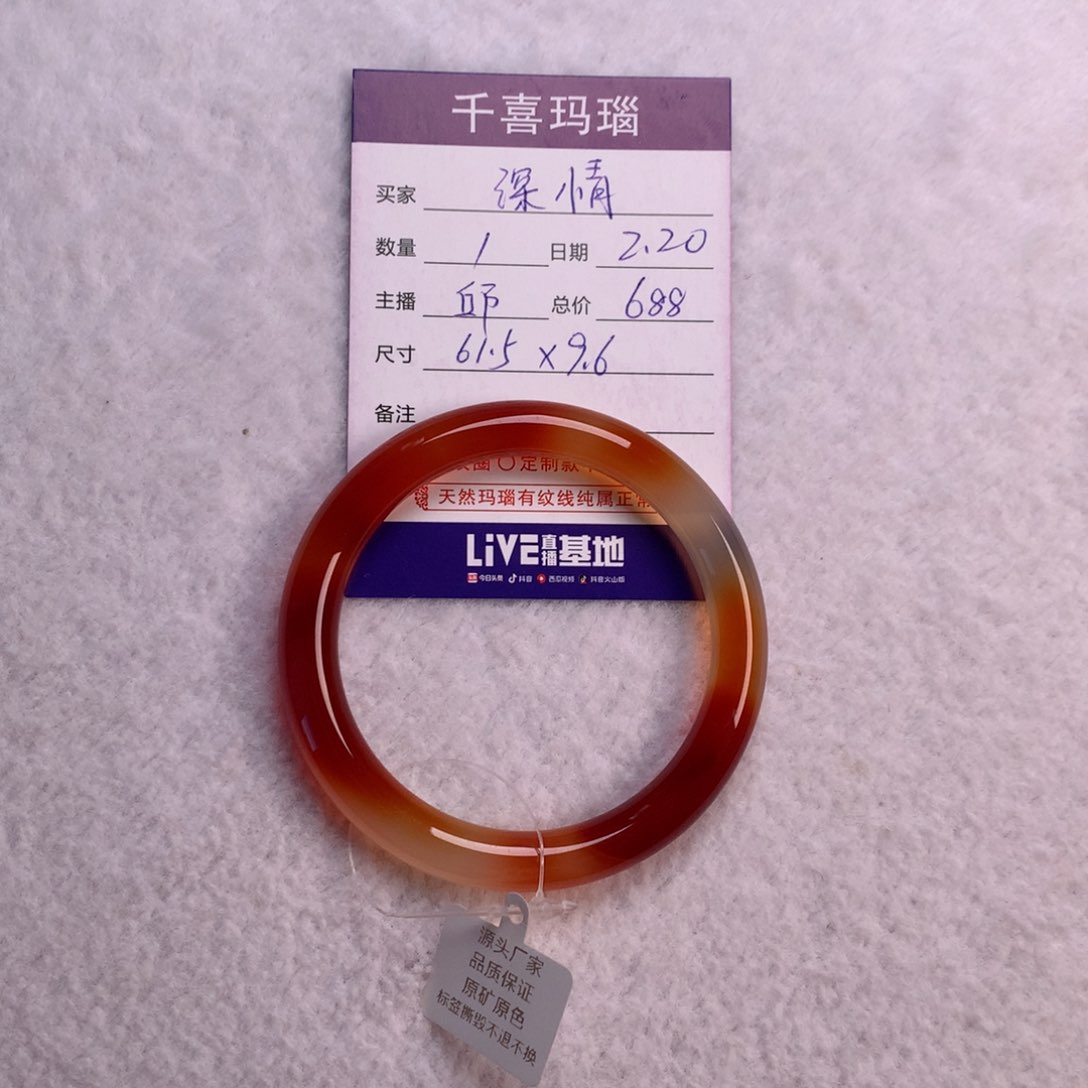 千喜玛瑙
买家 深情
数量 1 日期 2.20
主播 邱 总价 688
尺寸 61.5 x 9.6
备注
圈 〇定制款
天然玛瑙有纹线纯属正常
LiVE直播基地
今日头条 抖音 西瓜视频 抖音火山版
源头厂家
品质保证
原矿原色
标签撕毁不退不换